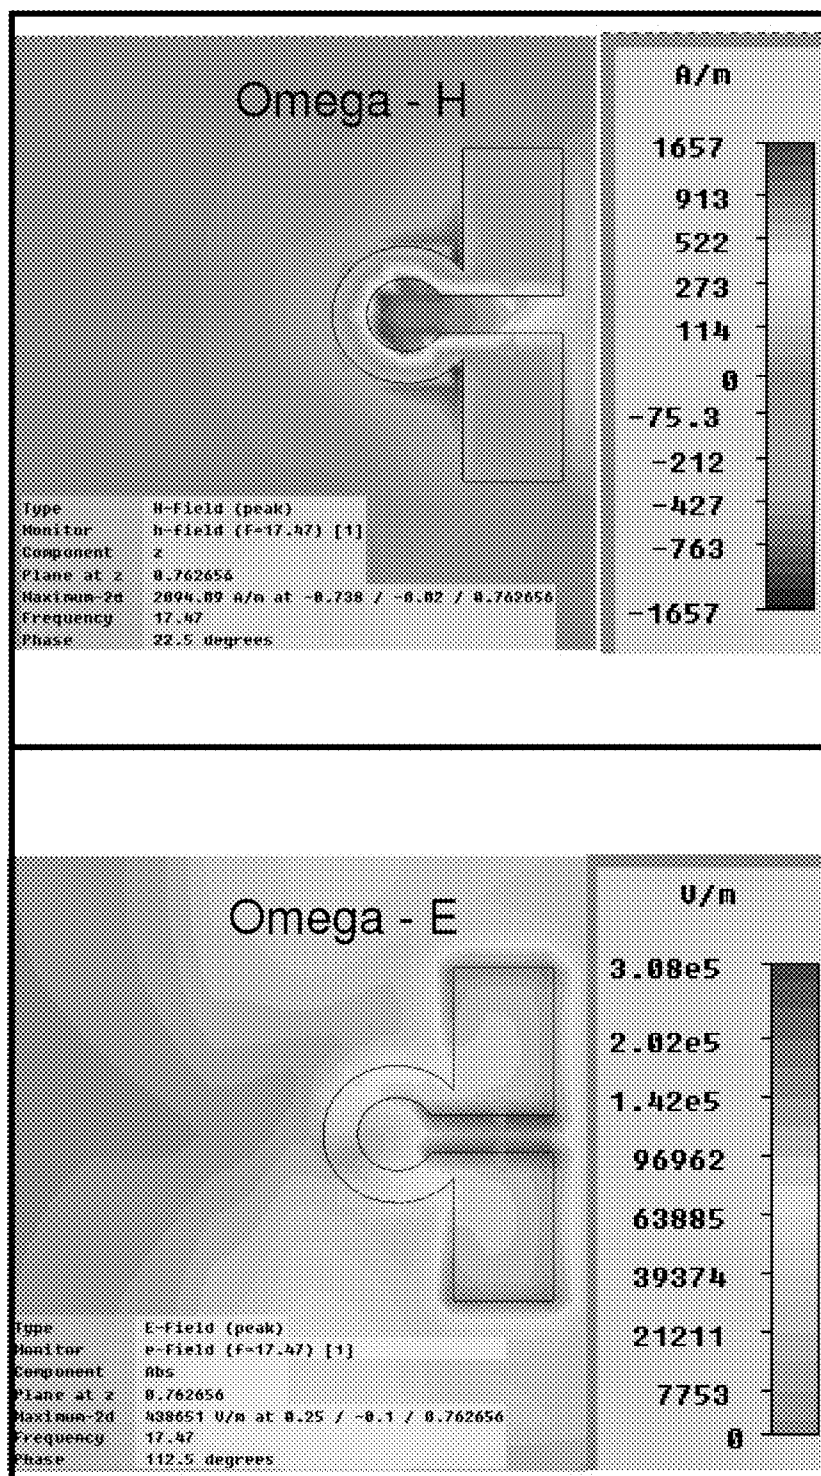 Omega - H
A/m
1657
913
522
273
114
0
-75.3
-212
-427
-763
-1657
Type H-Field (peak)
Monitor h-field (f=17.47) [1]
Component z
Plane at z 0.762656
Maximum-2d 2094.09 A/m at -0.738 / -0.02 / 0.762656
Frequency 17.47
Phase 22.5 degrees
Omega - E
V/m
3.08e5
2.02e5
1.42e5
96962
63885
39374
21211
7753
0
Type E-Field (peak)
Monitor e-field (f=17.47) [1]
Component Abs
Plane at z 0.762656
Maximum-2d 438651 V/m at 0.25 / -0.1 / 0.762656
Frequency 17.47
Phase 112.5 degrees